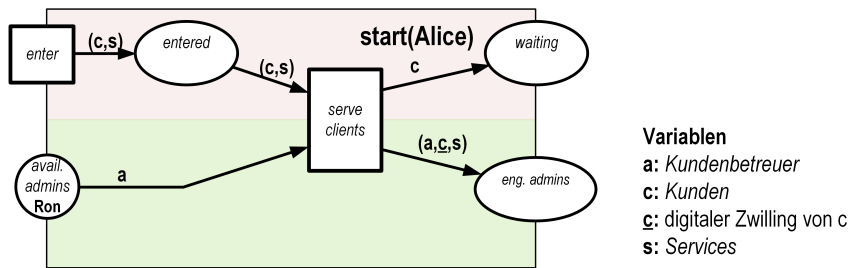 enter
(c,s)
entered
(c,s)
start(Alice)
c
waiting
serve
clients
avail.
admins
Ron
a
(a,c̲,s)
eng. admins
Variablen
a: Kundenbetreuer
c: Kunden
c̲: digitaler Zwilling von c
s: Services